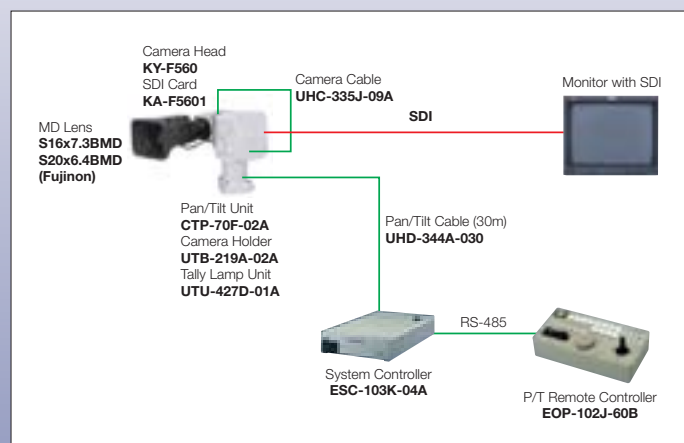 Camera Head
KY-F560
SDI Card
KA-F5601
Camera Cable
UHC-335J-09A
Monitor with SDI
SDI
MD Lens
S16x7.3BMD
S20x6.4BMD
(Fujinon)
Pan/Tilt Unit
CTP-70F-02A
Camera Holder
UTB-219A-02A
Tally Lamp Unit
UTU-427D-01A
Pan/Tilt Cable (30m)
UHD-344A-030
RS-485
System Controller
ESC-103K-04A
P/T Remote Controller
EOP-102J-60B